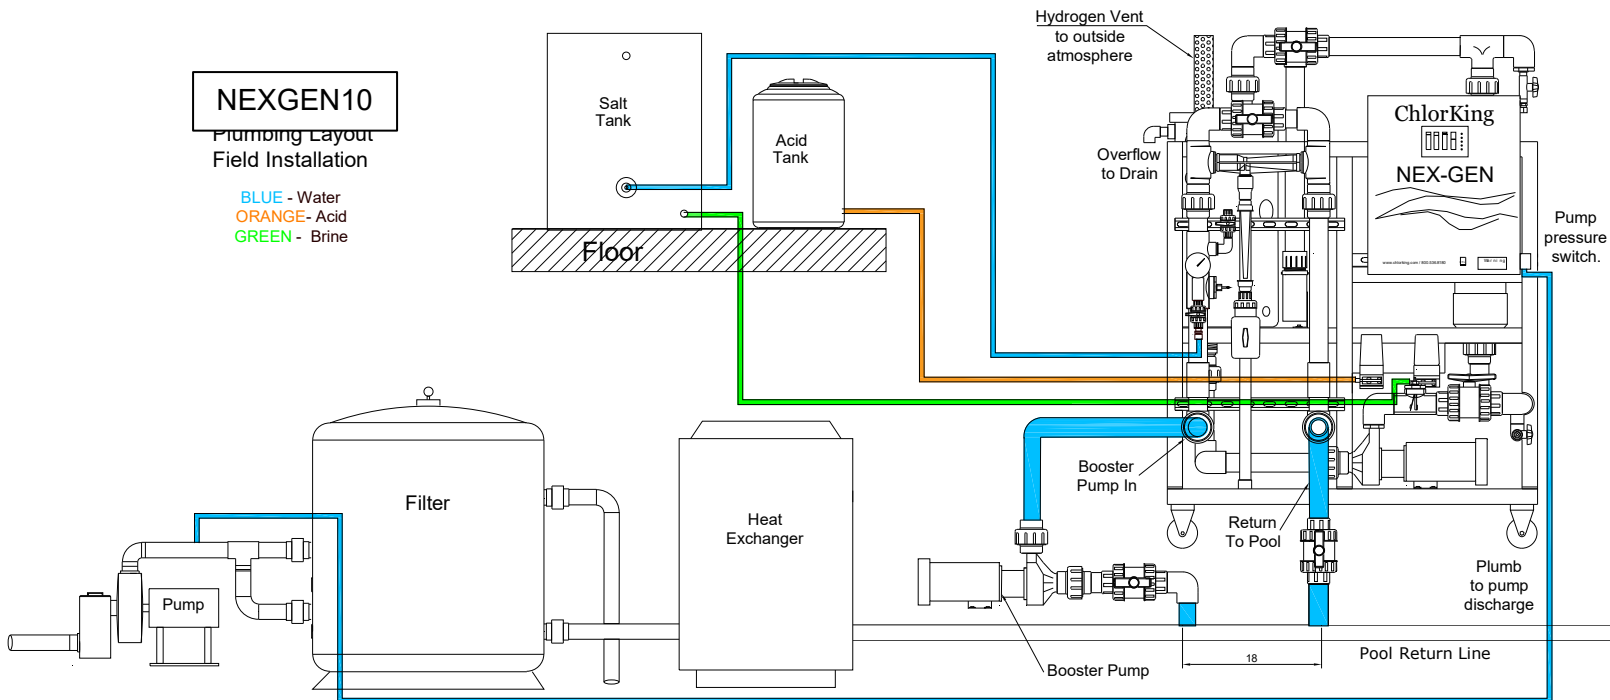 NEXGEN10
Plumbing Layout
Field Installation
BLUE - Water
ORANGE- Acid
GREEN - Brine
Salt
Tank
Acid
Tank
Floor
Hydrogen Vent
to outside
atmosphere
Overflow
to Drain
ChlorKing
NEX-GEN
Pump
pressure
switch.
Filter
Heat
Exchanger
Pump
Booster
Pump In
Return
To Pool
Plumb
to pump
discharge
Booster Pump
18
Pool Return Line